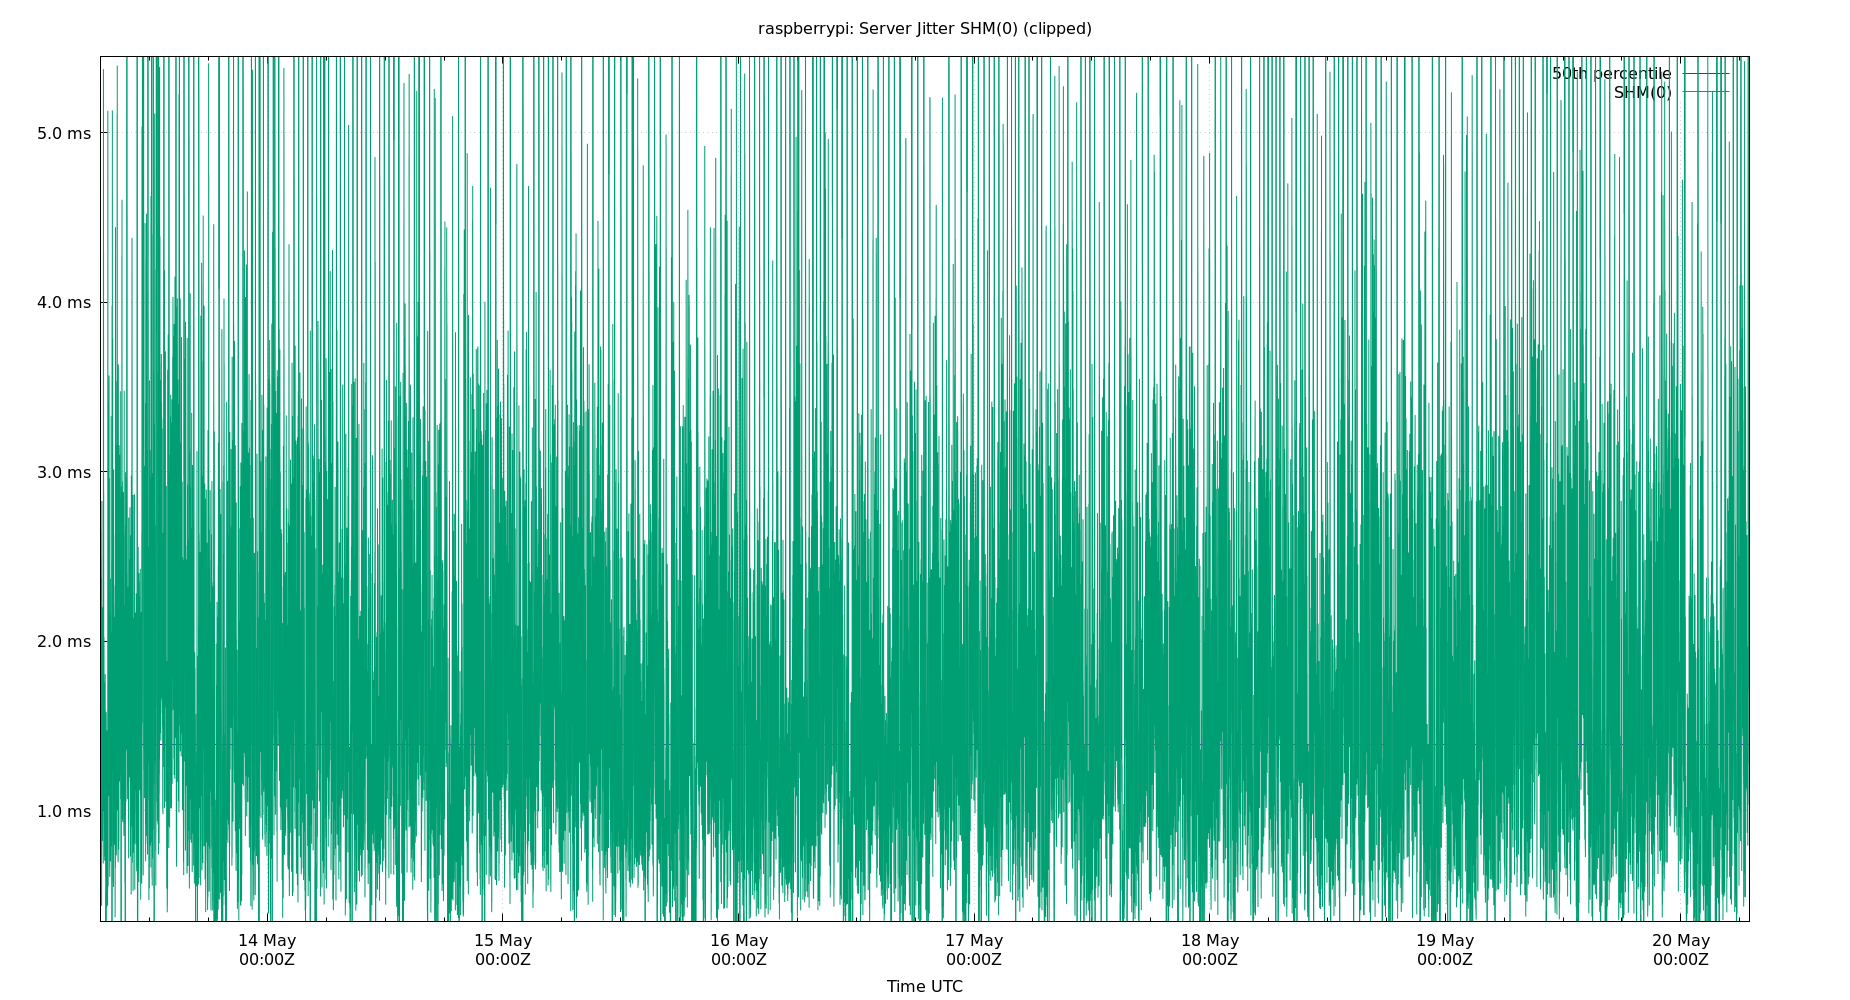 raspberrypi: Server Jitter SHM(0) (clipped)
50th percentile
SHM(0)
5.0 ms
4.0 ms
3.0 ms
2.0 ms
1.0 ms
14 May 15 May 16 May 17 May 18 May 19 May 20 May
00:00Z 00:00Z 00:00Z 00:00Z 00:00Z 00:00Z 00:00Z
Time UTC